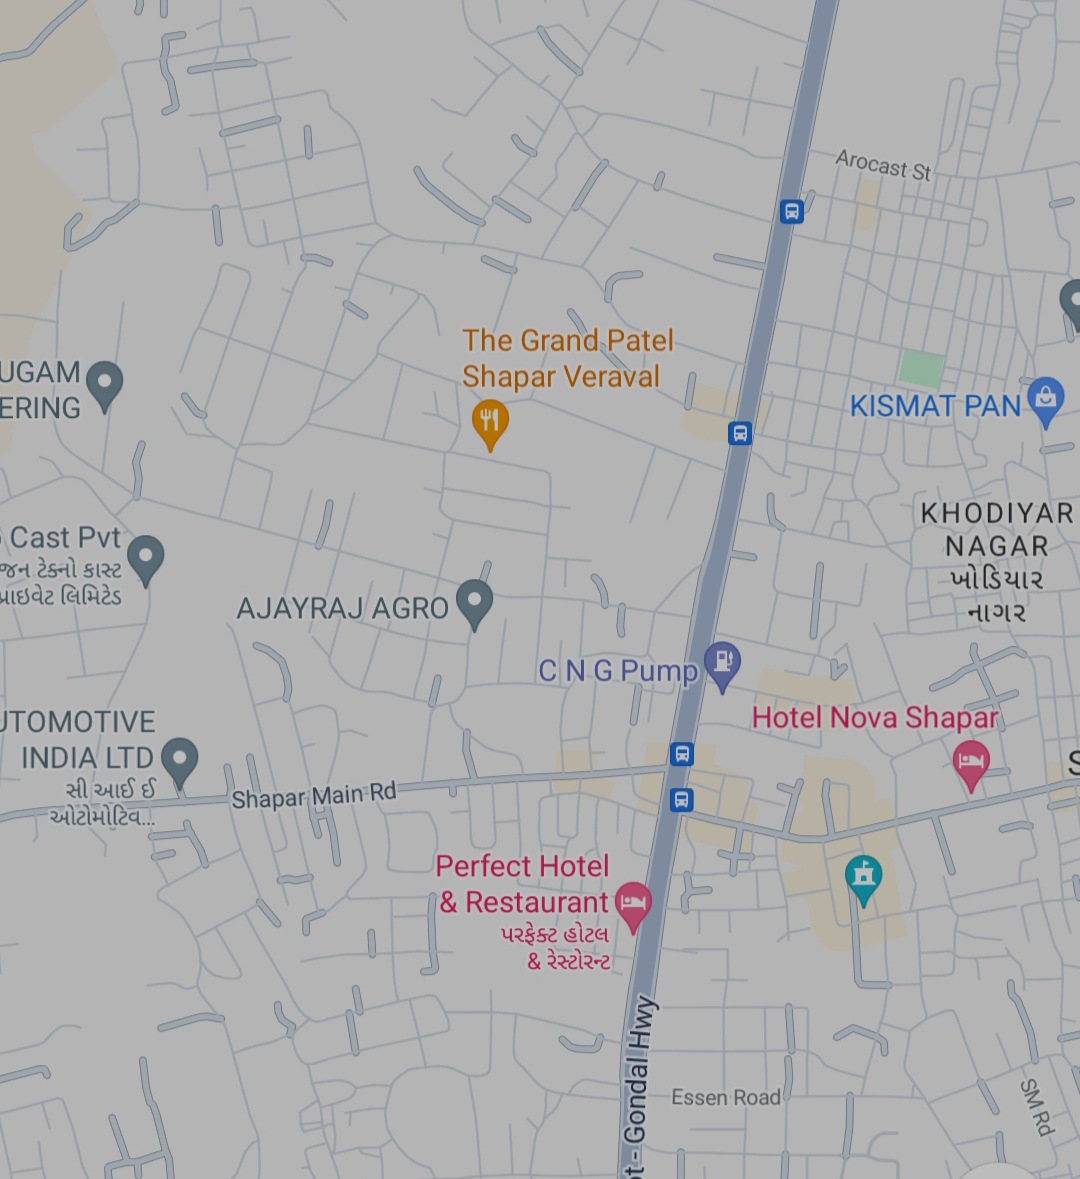 Arocast St
The Grand Patel
Shapar Veraval
UGAM
ERING
KISMAT PAN
KHODIYAR
NAGAR
ખોડિયાર
નાગર
Cast Pvt
જન ટેક્નો કાસ્ટ
પ્રાઇવેટ લિમિટેડ
AJAYRAJ AGRO
C N G Pump
Hotel Nova Shapar
UTOMOTIVE
INDIA LTD
સી આઈ ઈ
ઓટોમોટિવ...
S
Shapar Main Rd
Perfect Hotel
& Restaurant
પરફેક્ટ હોટલ
& રેસ્ટોરન્ટ
ot - Gondal Hwy
Essen Road
SM Rd